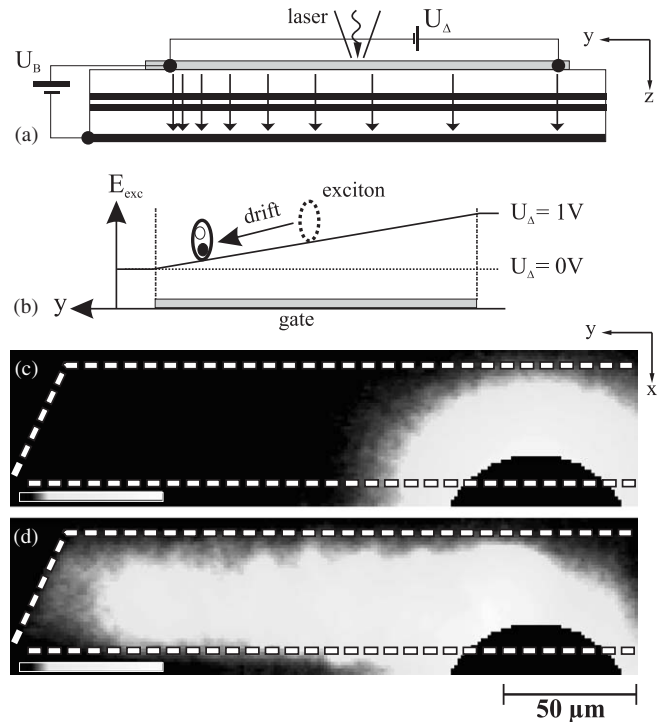 laser
U_Δ
y
U_B
z
(a)
E_exc
exciton
drift
U_Δ = 1V
U_Δ = 0V
(b)
y
gate
y
x
(c)
(d)
50 µm